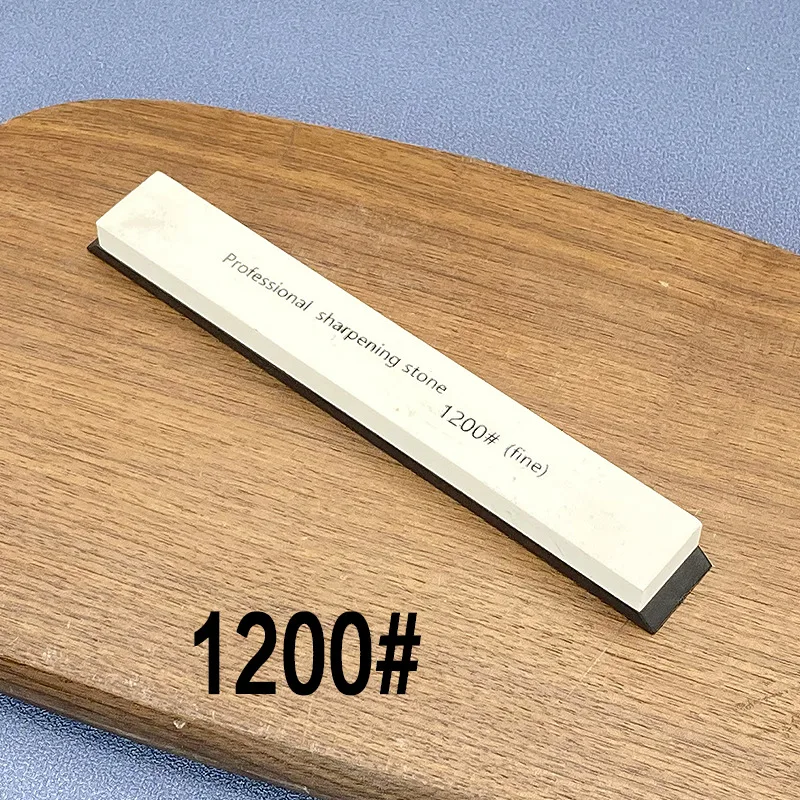 Professional sharpening stone
1200# (fine)
1200#